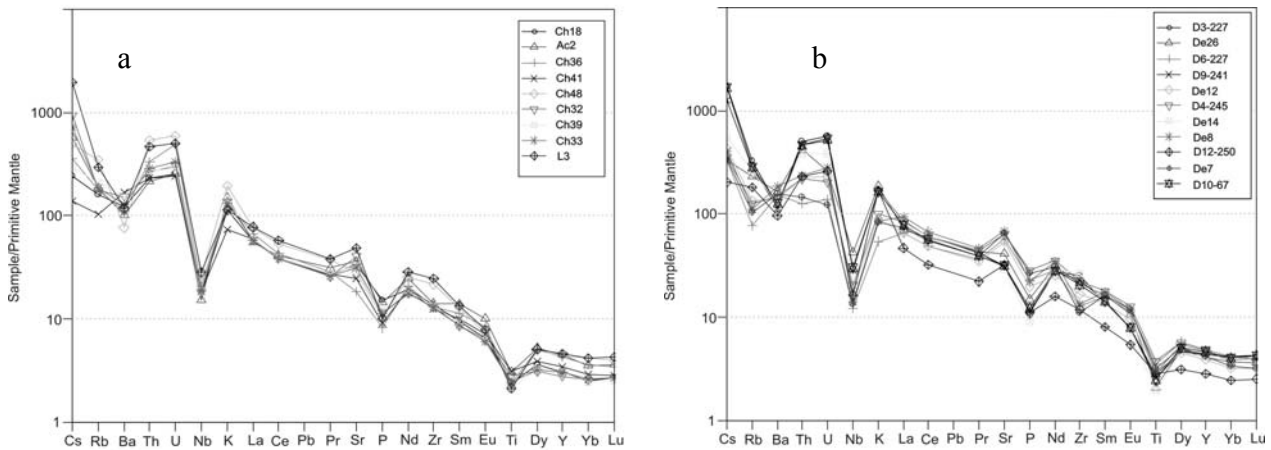 a
Ch18
Ac2
Ch36
Ch41
Ch48
Ch32
Ch39
Ch33
L3
Sample/Primitive Mantle
1000
100
10
1
Cs Rb Ba Th U Nb K La Ce Pb Pr Sr P Nd Zr Sm Eu Ti Dy Y Yb Lu
b
D3-227
De26
D6-227
D9-241
De12
D4-245
De14
De8
D12-250
De7
D10-67
Sample/Primitive Mantle
1000
100
10
1
Cs Rb Ba Th U Nb K La Ce Pb Pr Sr P Nd Zr Sm Eu Ti Dy Y Yb Lu